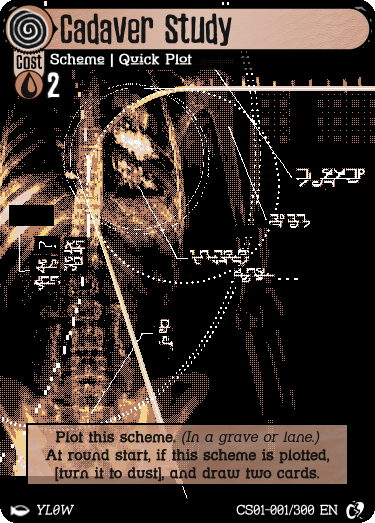 Cadaver Study
Cost
Scheme | Quick Plot
2
Plot this scheme. (In a grave or lane.)
At round start, if this scheme is plotted,
[turn it to dust], and draw two cards.
YL0W
CS01-001/300 EN